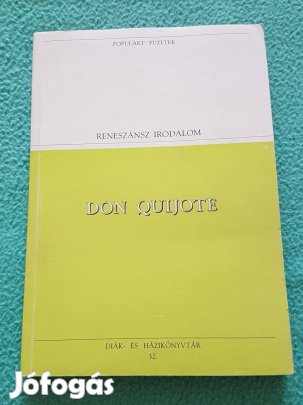 POPULART FÜZETEK
RENESZÁNSZ IRODALOM
DON QUIJOTE
DIÁK- ÉS HÁZIKÖNYVTÁR
52.
Jófogás